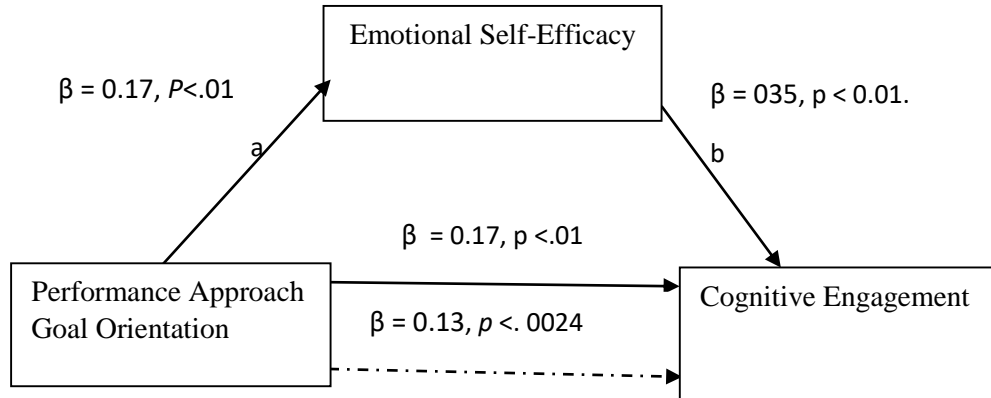 Emotional Self-Efficacy
β = 0.17, P<.01
β = 035, p < 0.01.
a
b
β = 0.17, p <.01
Performance Approach
Goal Orientation
Cognitive Engagement
β = 0.13, p <. 0024